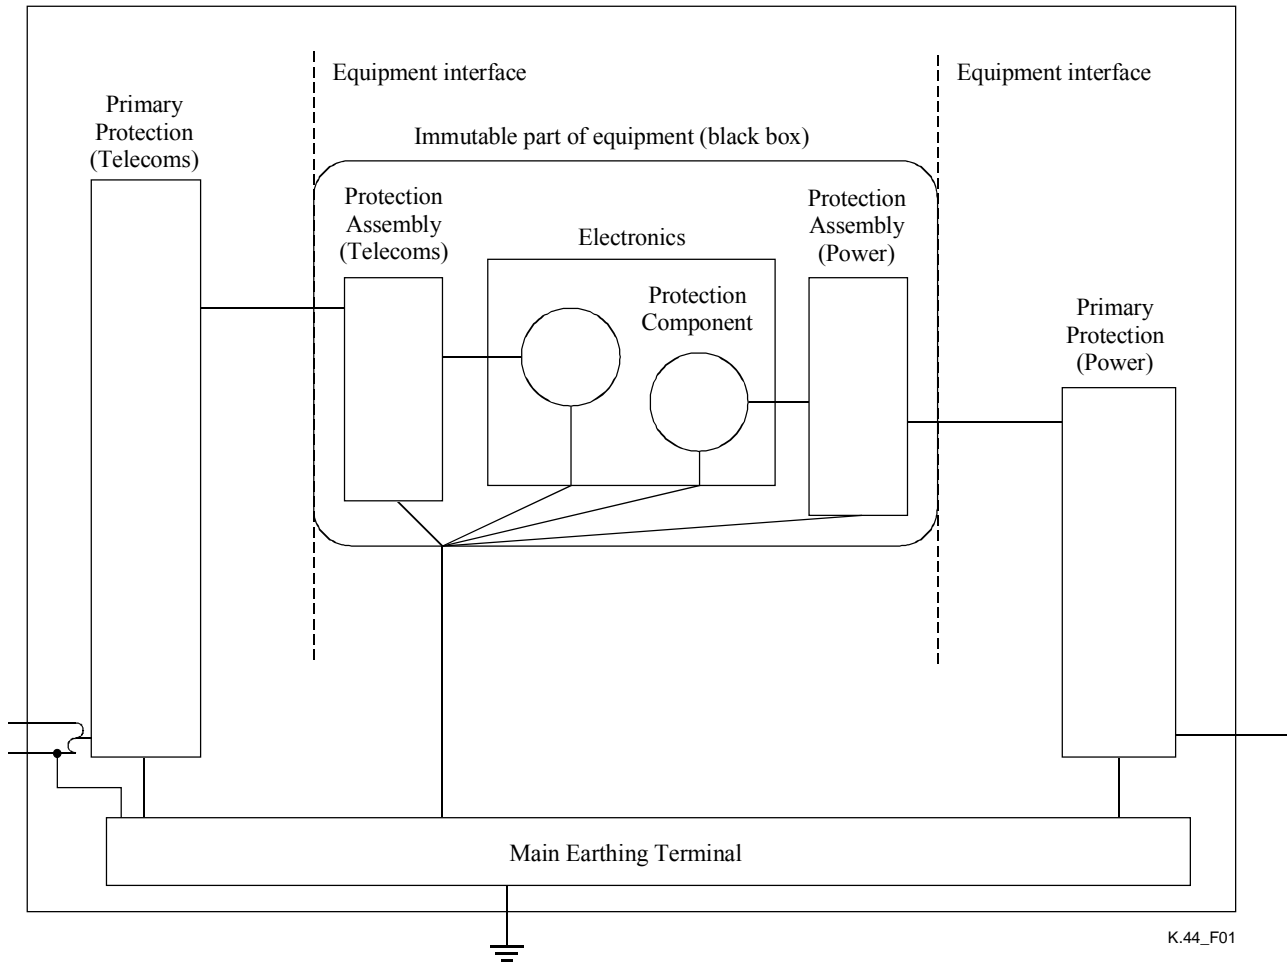 Equipment interface
Equipment interface
Primary
Protection
(Telecoms)
Immutable part of equipment (black box)
Protection
Assembly
(Telecoms)
Electronics
Protection
Assembly
(Power)
Protection
Component
Primary
Protection
(Power)
Main Earthing Terminal
K.44_F01